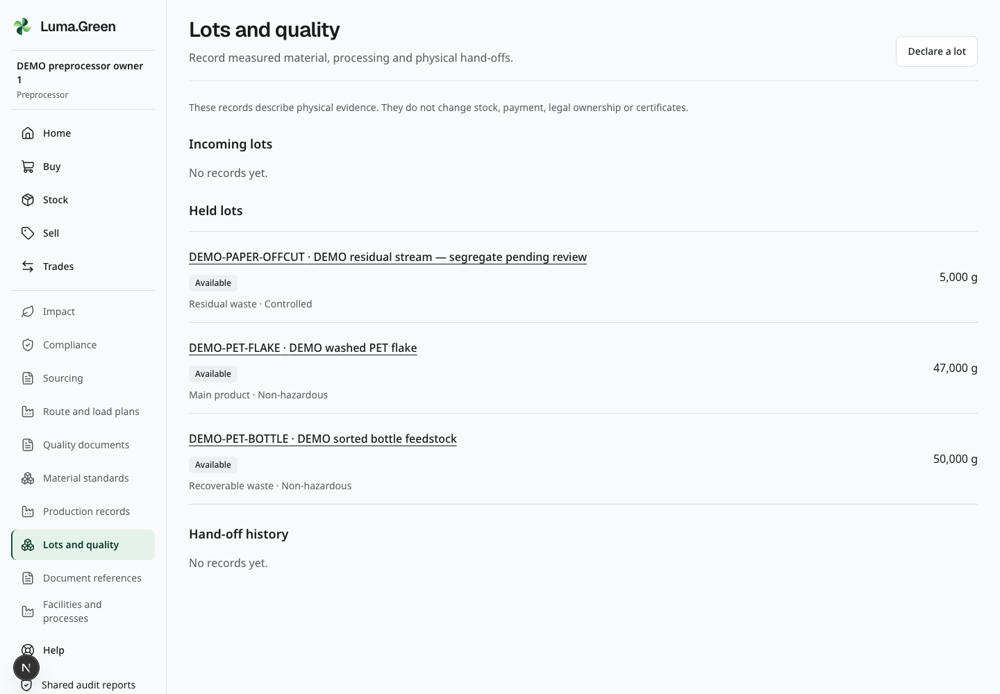 Luma.Green
DEMO preprocessor owner
1
Preprocessor
Home
Buy
Stock
Sell
Trades
Impact
Compliance
Sourcing
Route and load plans
Quality documents
Material standards
Production records
Lots and quality
Document references
Facilities and
processes
Help
N
Shared audit reports
Lots and quality
Record measured material, processing and physical hand-offs.
Declare a lot
These records describe physical evidence. They do not change stock, payment, legal ownership or certificates.
Incoming lots
No records yet.
Held lots
DEMO-PAPER-OFFCUT · DEMO residual stream — segregate pending review
Available
Residual waste · Controlled
5,000 g
DEMO-PET-FLAKE · DEMO washed PET flake
Available
Main product · Non-hazardous
47,000 g
DEMO-PET-BOTTLE · DEMO sorted bottle feedstock
Available
Recoverable waste · Non-hazardous
50,000 g
Hand-off history
No records yet.